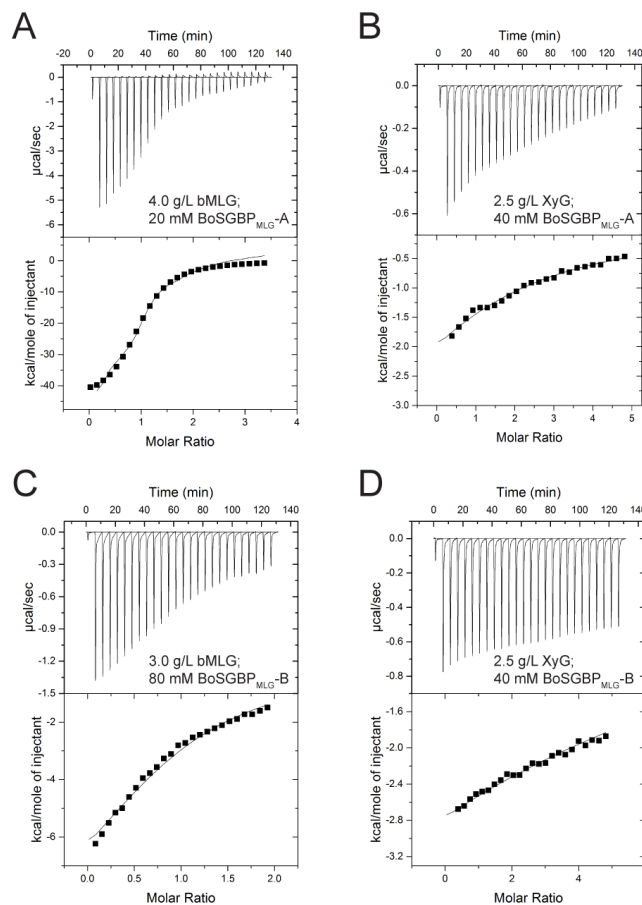 A
Time (min)
-20 0 20 40 60 80 100 120 140
0
-1
-2
-3
-4
-5
-6
µcal/sec
4.0 g/L bMLG;
20 mM BoSGBPMLG-A
0
-10
-20
-30
-40
kcal/mole of injectant
0 1 2 3 4
Molar Ratio
B
Time (min)
0 20 40 60 80 100 120 140
0.0
-0.2
-0.4
-0.6
µcal/sec
2.5 g/L XyG;
40 mM BoSGBPMLG-A
-0.5
-1.0
-1.5
-2.0
-2.5
-3.0
kcal/mole of injectant
0 1 2 3 4 5
Molar Ratio
C
Time (min)
0 20 40 60 80 100 120 140
0.0
-0.3
-0.6
-0.9
-1.2
-1.5
µcal/sec
3.0 g/L bMLG;
80 mM BoSGBPMLG-B
-2
-4
-6
kcal/mole of injectant
0.0 0.5 1.0 1.5 2.0
Molar Ratio
D
Time (min)
0 20 40 60 80 100 120 140
0.0
-0.2
-0.4
-0.6
-0.8
µcal/sec
2.5 g/L XyG;
40 mM BoSGBPMLG-B
-1.6
-2.0
-2.4
-2.8
-3.2
kcal/mole of injectant
0 2 4
Molar Ratio